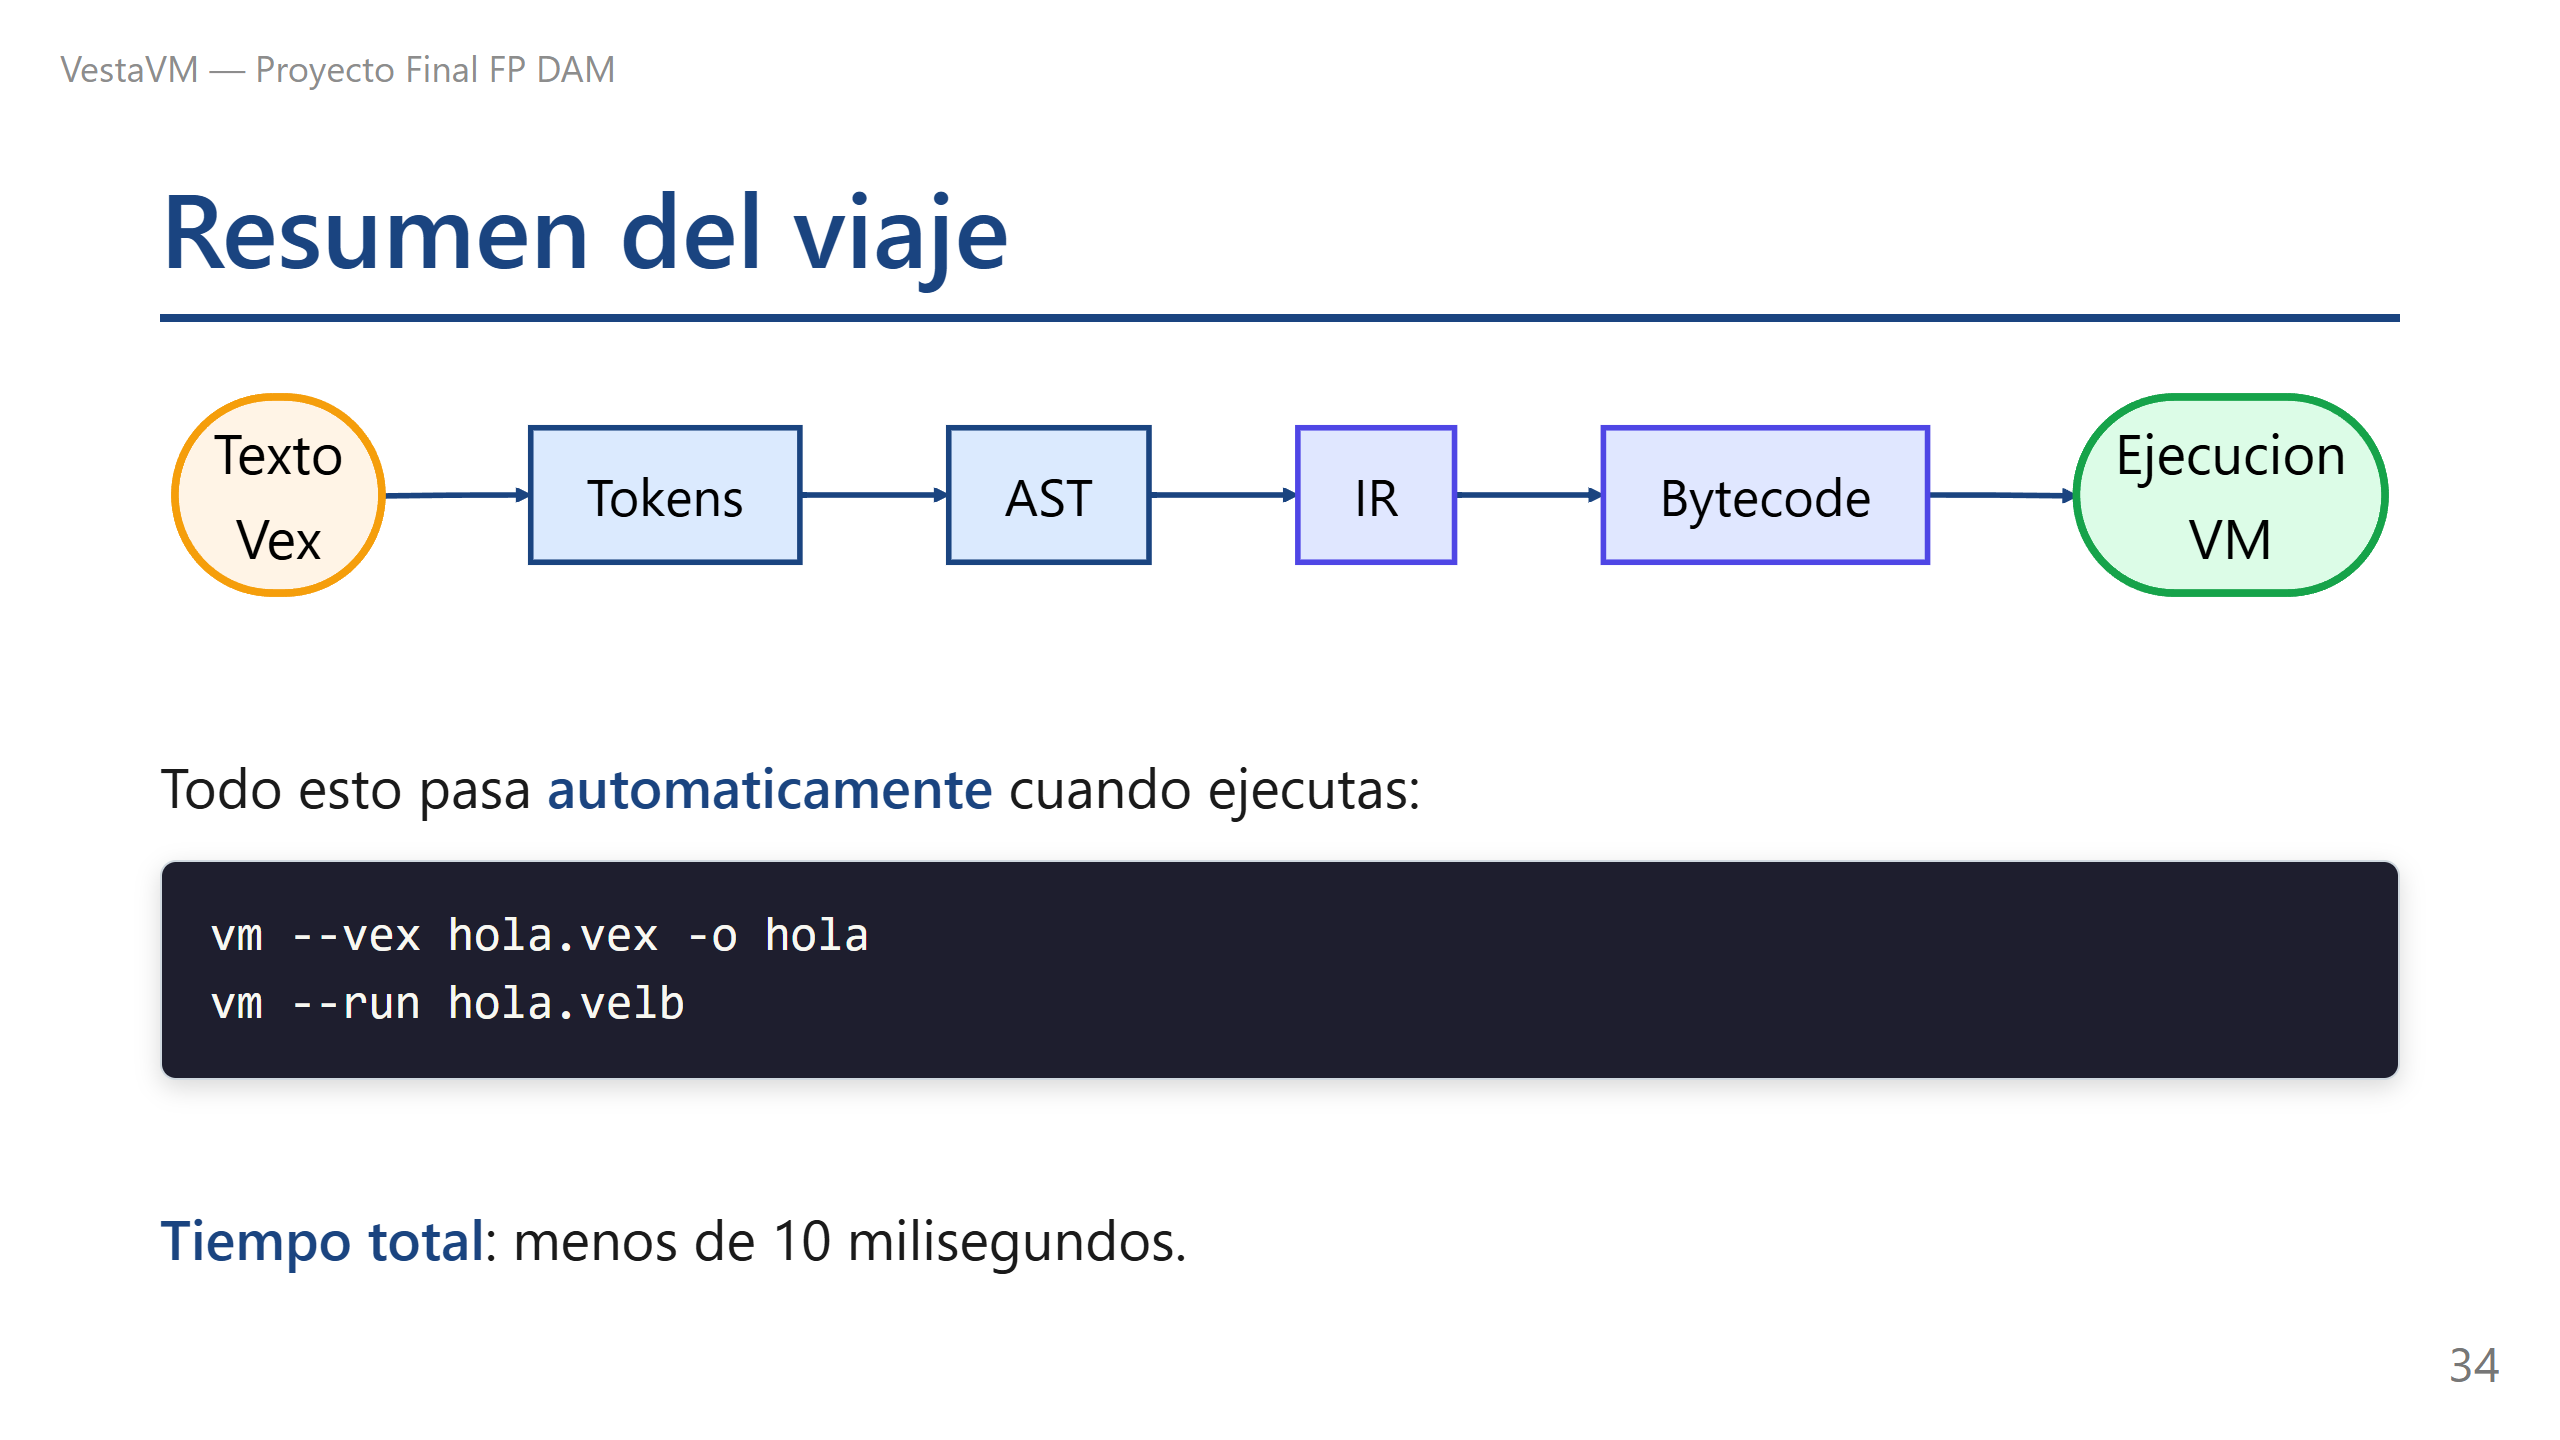 VestaVM — Proyecto Final FP DAM
Resumen del viaje
Texto
Vex
Tokens
AST
IR
Bytecode
Ejecucion
VM
Todo esto pasa automaticamente cuando ejecutas:
vm --vex hola.vex -o hola
vm --run hola.velb
Tiempo total: menos de 10 milisegundos.
34